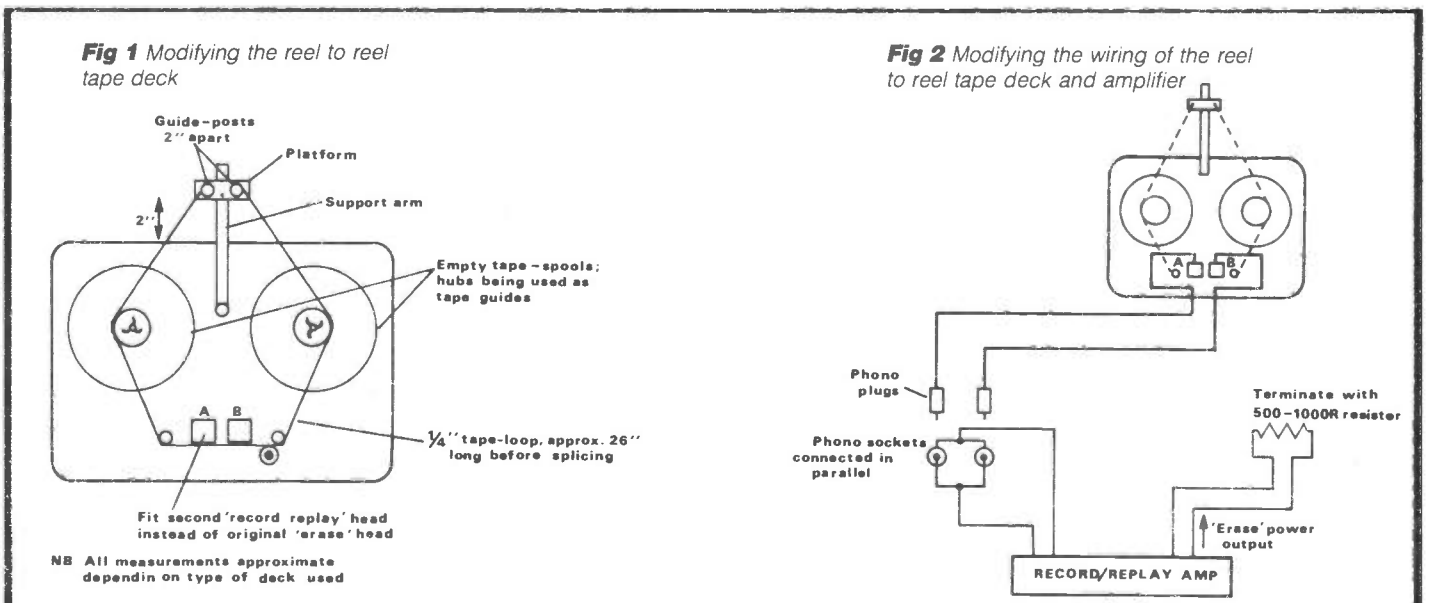 Fig 1 Modifying the reel to reel
tape deck
Guide-posts
2" apart
Platform
Support arm
2"
Empty tape-spools;
hubs being used as
tape guides
A
B
1/4" tape-loop, approx. 26"
long before splicing
Fit second 'record replay' head
instead of original 'erase' head
NB All measurements approximate
dependin on type of deck used
Fig 2 Modifying the wiring of the reel
to reel tape deck and amplifier
A
B
Phono
plugs
Terminate with
500-1000R resister
Phono sockets
connected in
parallel
'Erase' power
output
RECORD/REPLAY AMP